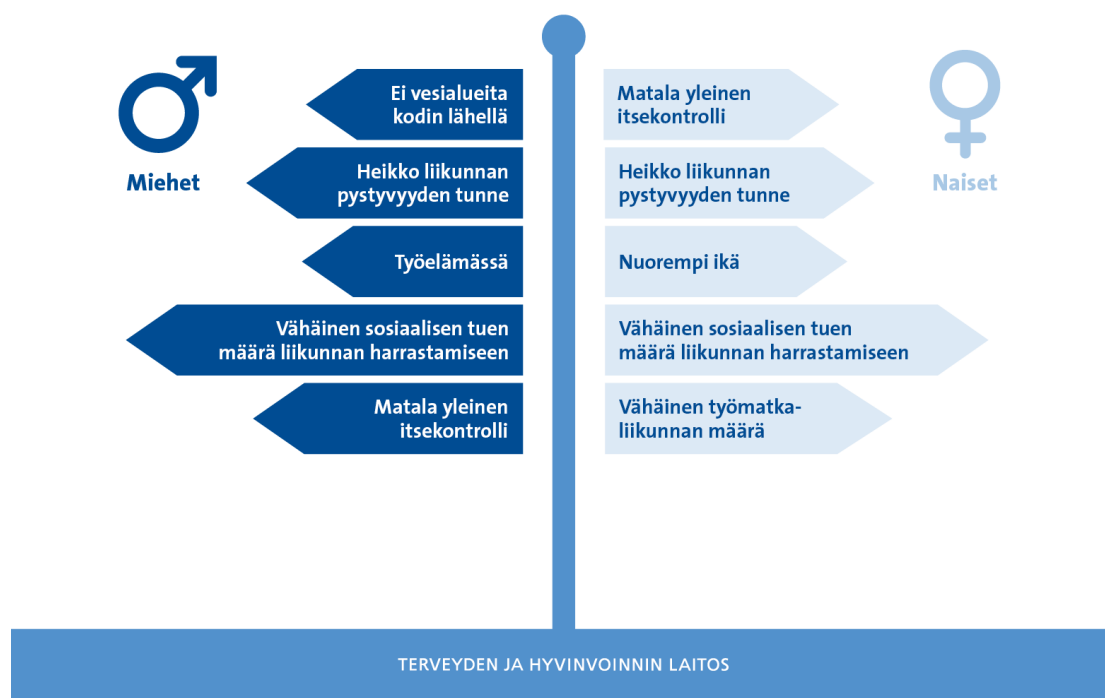 Miehet
Ei vesialueita
kodin lähellä
Heikko liikunnan
pystyvyyden tunne
Työelämässä
Vähäinen sosiaalisen tuen
määrä liikunnan harrastamiseen
Matala yleinen
itsekontrolli
Naiset
Matala yleinen
itsekontrolli
Heikko liikunnan
pystyvyyden tunne
Nuorempi ikä
Vähäinen sosiaalisen tuen
määrä liikunnan harrastamiseen
Vähäinen työmatka-
liikunnan määrä
TERVEYDEN JA HYVINVOINNIN LAITOS